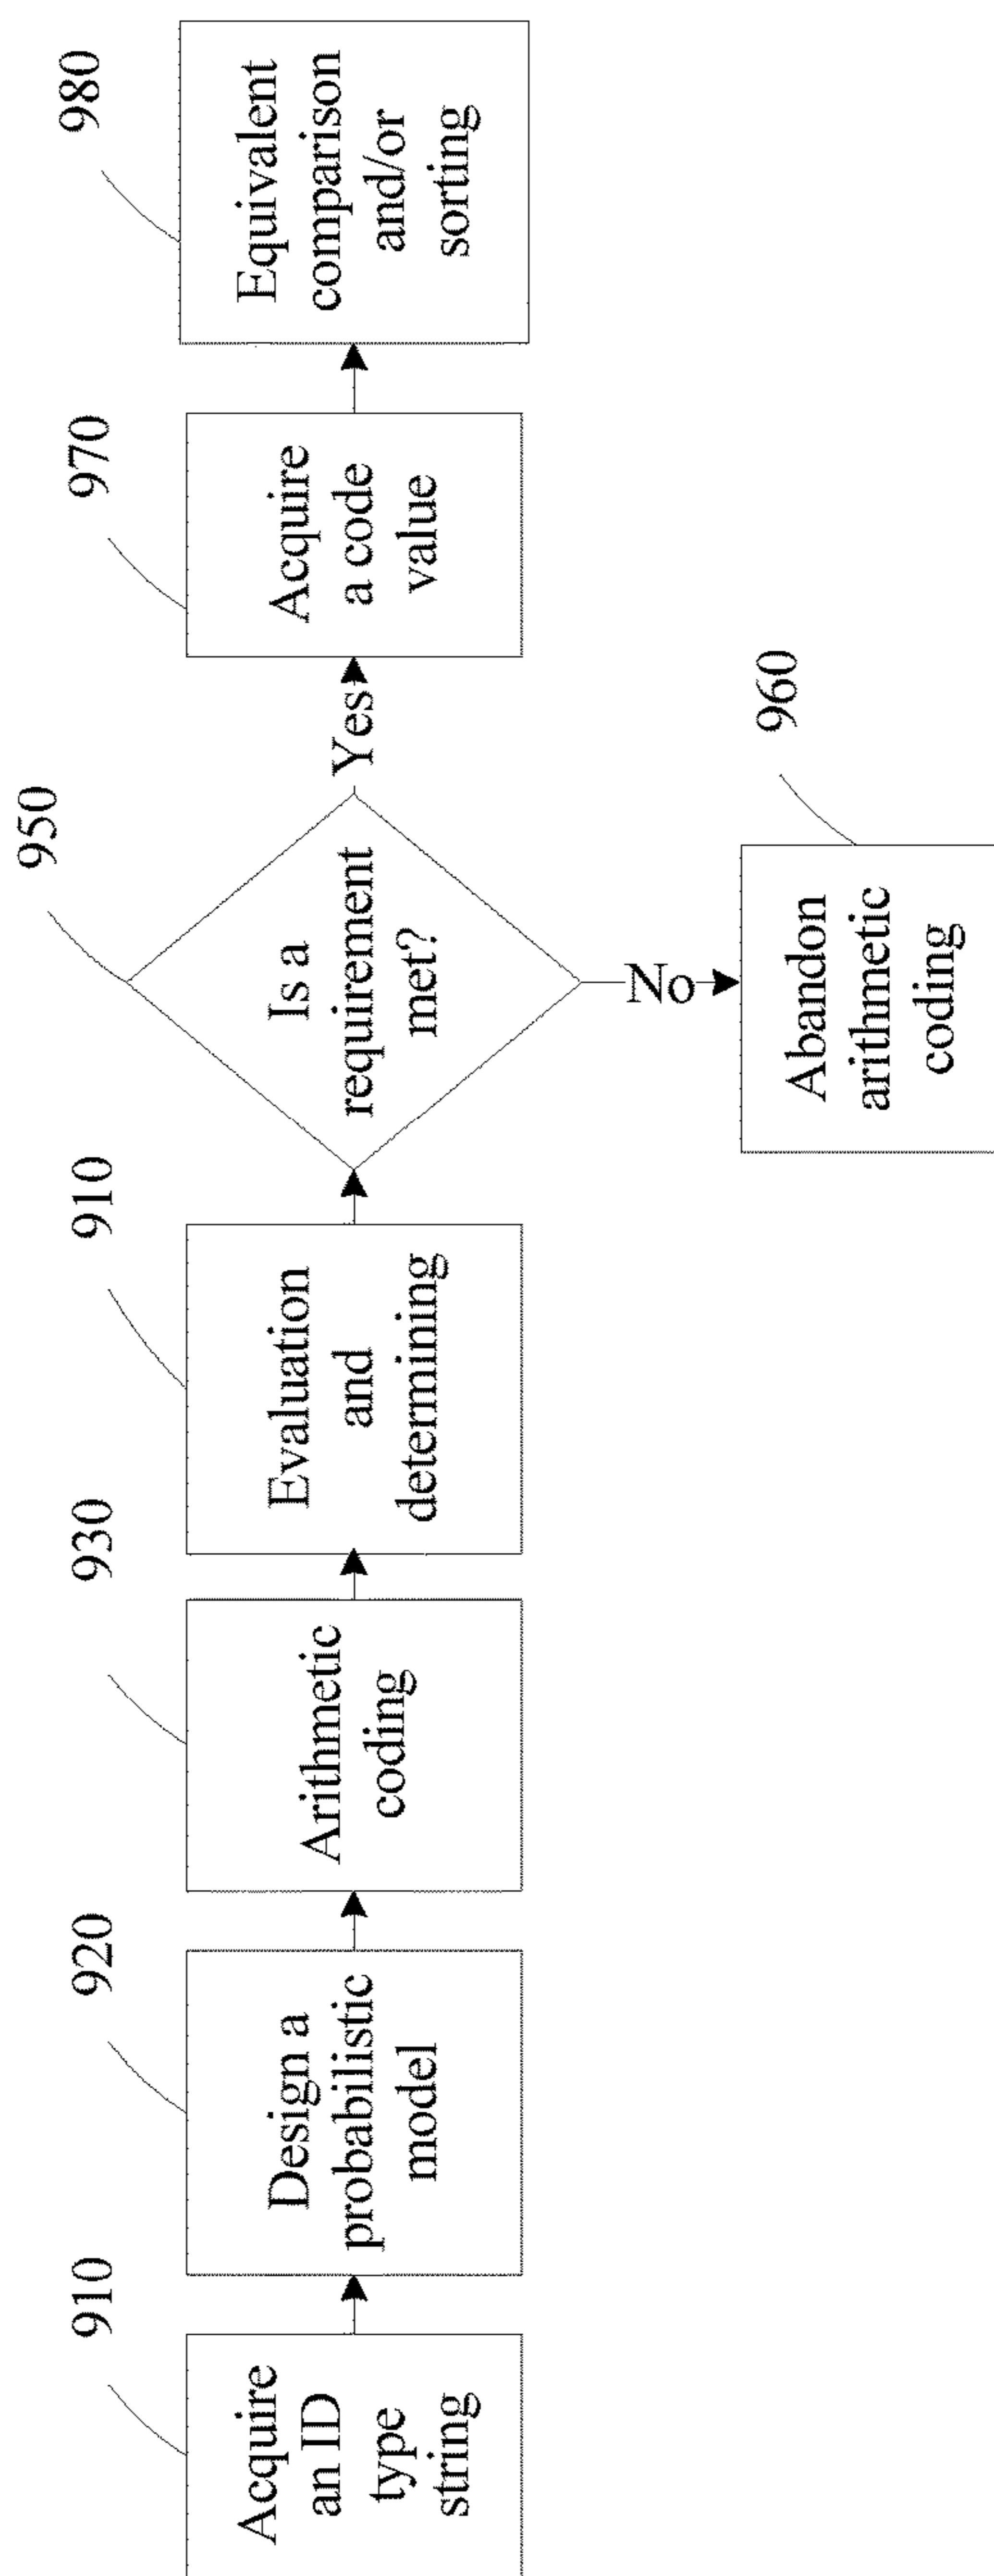 910
Acquire
an ID
type
string
920
Design a
probabilistic
model
930
Arithmetic
coding
910
Evaluation
and
determining
950
Is a
requirement
met?
Yes
No
960
Abandon
arithmetic
coding
970
Acquire
a code
value
980
Equivalent
comparison
and/or
sorting